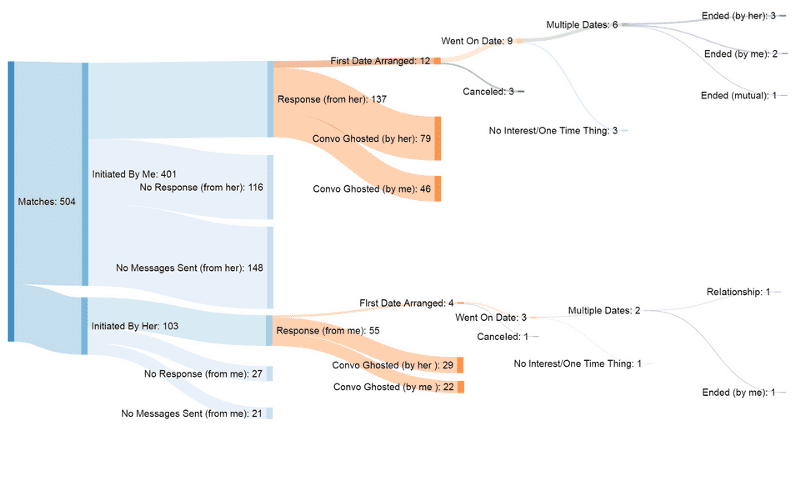 Matches: 504
Initiated By Me: 401
Response (from her): 137
First Date Arranged: 12
Went On Date: 9
Multiple Dates: 6
Ended (by her): 3
Ended (by me): 2
Ended (mutual): 1
No Interest/One Time Thing: 3
Canceled: 3
Convo Ghosted (by her): 79
Convo Ghosted (by me): 46
No Response (from her): 116
No Messages Sent (from her): 148
Initiated By Her: 103
Response (from me): 55
FIrst Date Arranged: 4
Went On Date: 3
Multiple Dates: 2
Relationship: 1
Ended (by me): 1
No Interest/One Time Thing: 1
Canceled: 1
Convo Ghosted (by her ): 29
Convo Ghosted (by me ): 22
No Response (from me): 27
No Messages Sent (from me): 21